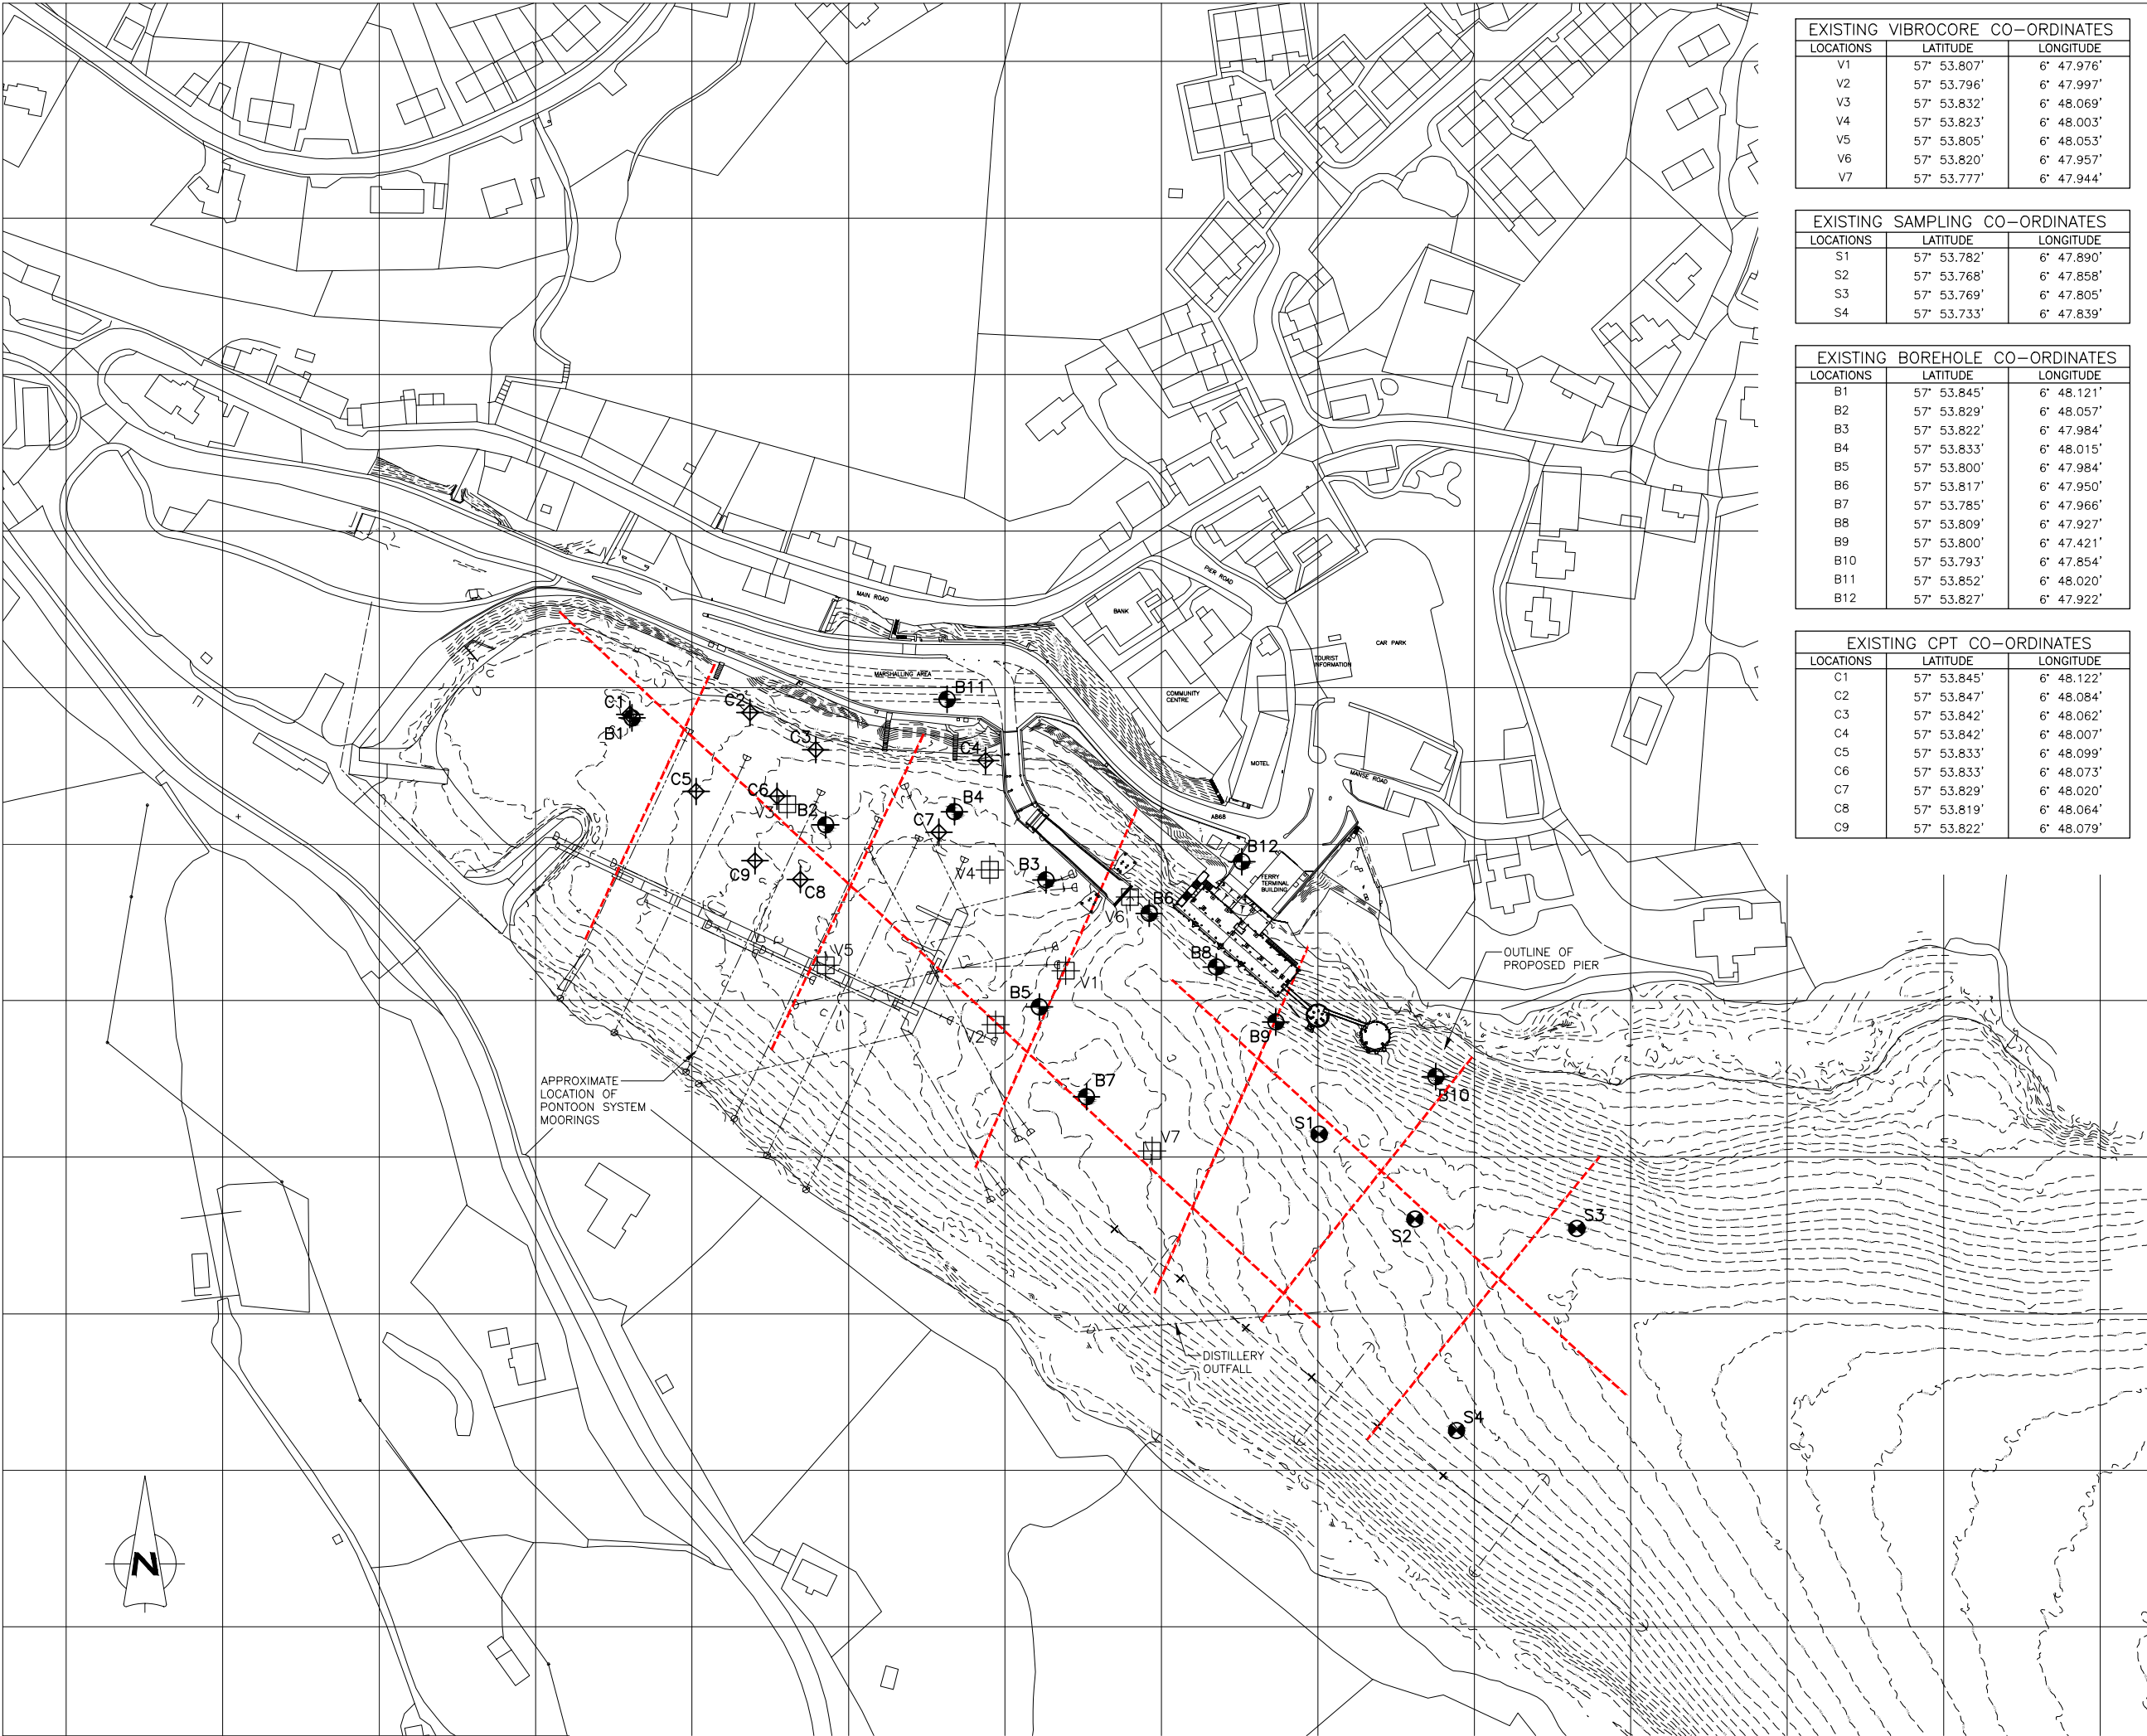 EXISTING VIBROCORE CO-ORDINATES
LOCATIONS LATITUDE LONGITUDE
V1 57° 53.807' 6° 47.976'
V2 57° 53.796' 6° 47.997'
V3 57° 53.832' 6° 48.069'
V4 57° 53.823' 6° 48.003'
V5 57° 53.805' 6° 48.053'
V6 57° 53.820' 6° 47.957'
V7 57° 53.777' 6° 47.944'
EXISTING SAMPLING CO-ORDINATES
LOCATIONS LATITUDE LONGITUDE
S1 57° 53.782' 6° 47.890'
S2 57° 53.768' 6° 47.858'
S3 57° 53.769' 6° 47.805'
S4 57° 53.733' 6° 47.839'
EXISTING BOREHOLE CO-ORDINATES
LOCATIONS LATITUDE LONGITUDE
B1 57° 53.845' 6° 48.121'
B2 57° 53.829' 6° 48.057'
B3 57° 53.822' 6° 47.984'
B4 57° 53.833' 6° 48.015'
B5 57° 53.800' 6° 47.984'
B6 57° 53.817' 6° 47.950'
B7 57° 53.785' 6° 47.966'
B8 57° 53.809' 6° 47.927'
B9 57° 53.800' 6° 47.421'
B10 57° 53.793' 6° 47.854'
B11 57° 53.852' 6° 48.020'
B12 57° 53.827' 6° 47.922'
EXISTING CPT CO-ORDINATES
LOCATIONS LATITUDE LONGITUDE
C1 57° 53.845' 6° 48.122'
C2 57° 53.847' 6° 48.084'
C3 57° 53.842' 6° 48.062'
C4 57° 53.842' 6° 48.007'
C5 57° 53.833' 6° 48.099'
C6 57° 53.833' 6° 48.073'
C7 57° 53.829' 6° 48.020'
C8 57° 53.819' 6° 48.064'
C9 57° 53.822' 6° 48.079'
PIER ROAD
MAIN ROAD
BANK
CAR PARK
TOURIST
INFORMATION
MARSHALLING AREA
COMMUNITY
CENTRE
MOTEL
MANSE ROAD
A868
FERRY
TERMINAL
BUILDING
B11
C1
C2
B1
C3
C4
C5
C6
V3
B2
B4
C7
B12
C9
C8
V4
B3
V6
B6
V5
B8
V1
OUTLINE OF
PROPOSED PIER
B5
V2
B9
B7
B10
APPROXIMATE
LOCATION OF
PONTOON SYSTEM
MOORINGS
S1
V7
S2
S3
DISTILLERY
OUTFALL
S4
N